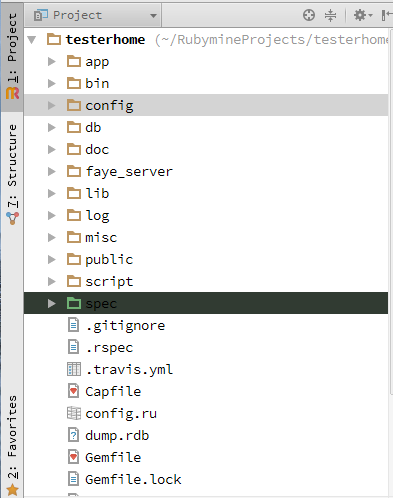 Project
testerhome (~/RubymineProjects/testerhome
app
bin
config
db
doc
faye_server
lib
log
misc
public
script
spec
.gitignore
.rspec
.travis.yml
Capfile
config.ru
dump.rdb
Gemfile
Gemfile.lock
1: Project
7: Structure
2: Favorites